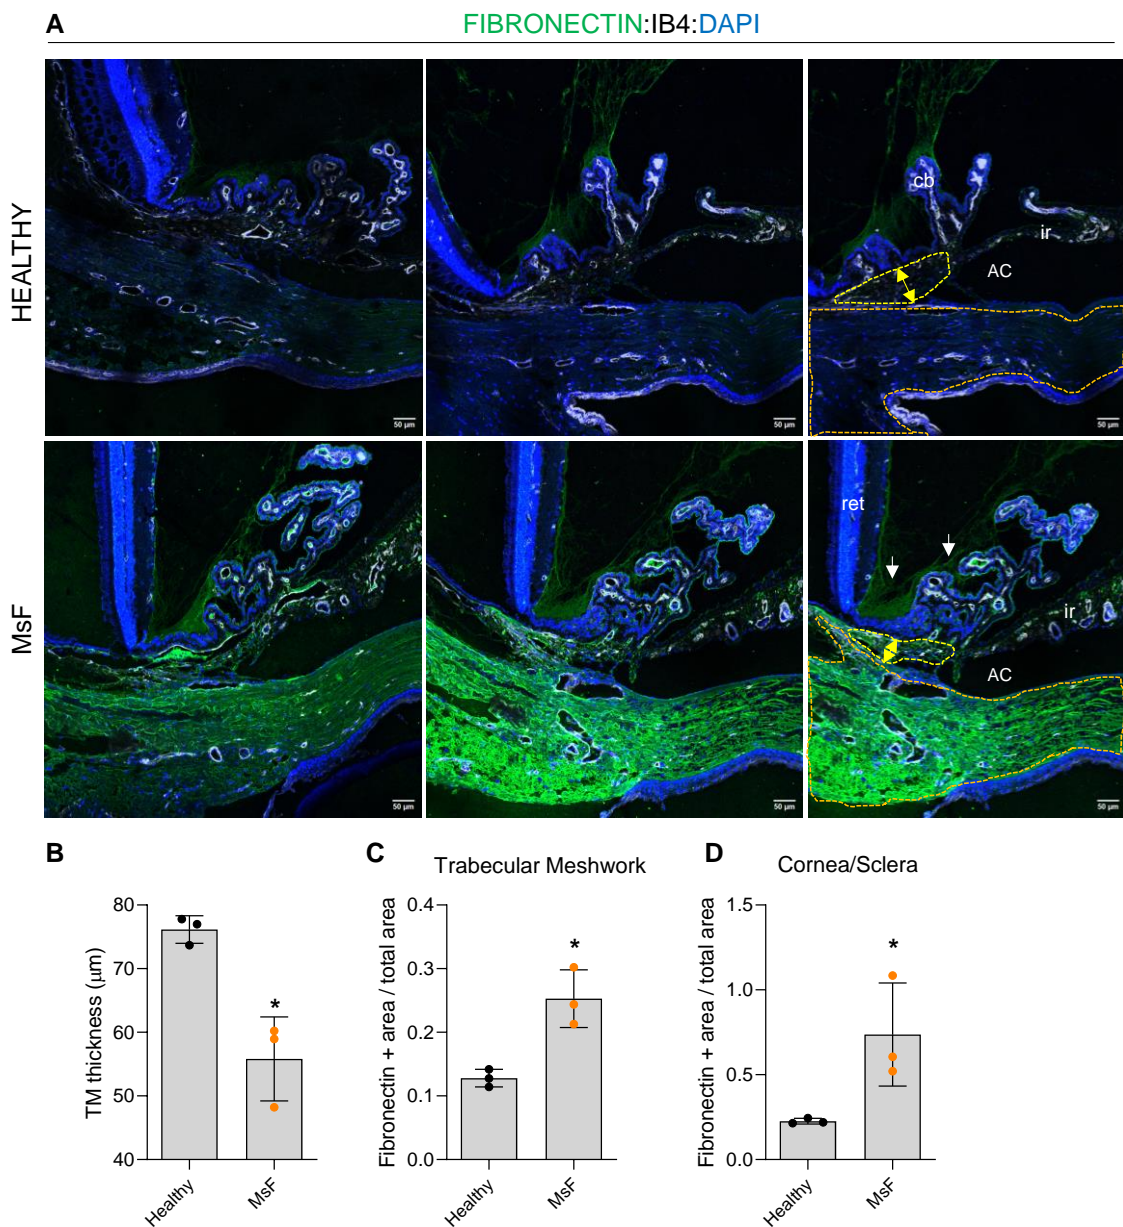 A
FIBRONECTIN:IB4:DAPI
HEALTHY
cb
ir
AC
50 µm
50 µm
50 µm
MsF
ret
ir
AC
50 µm
50 µm
50 µm
B
TM thickness (µm)
80
70
60
50
40
*
Healthy
MsF
C
Trabecular Meshwork
Fibronectin + area / total area
0.4
0.3
0.2
0.1
0.0
*
Healthy
MsF
D
Cornea/Sclera
Fibronectin + area / total area
1.5
1.0
0.5
0.0
*
Healthy
MsF